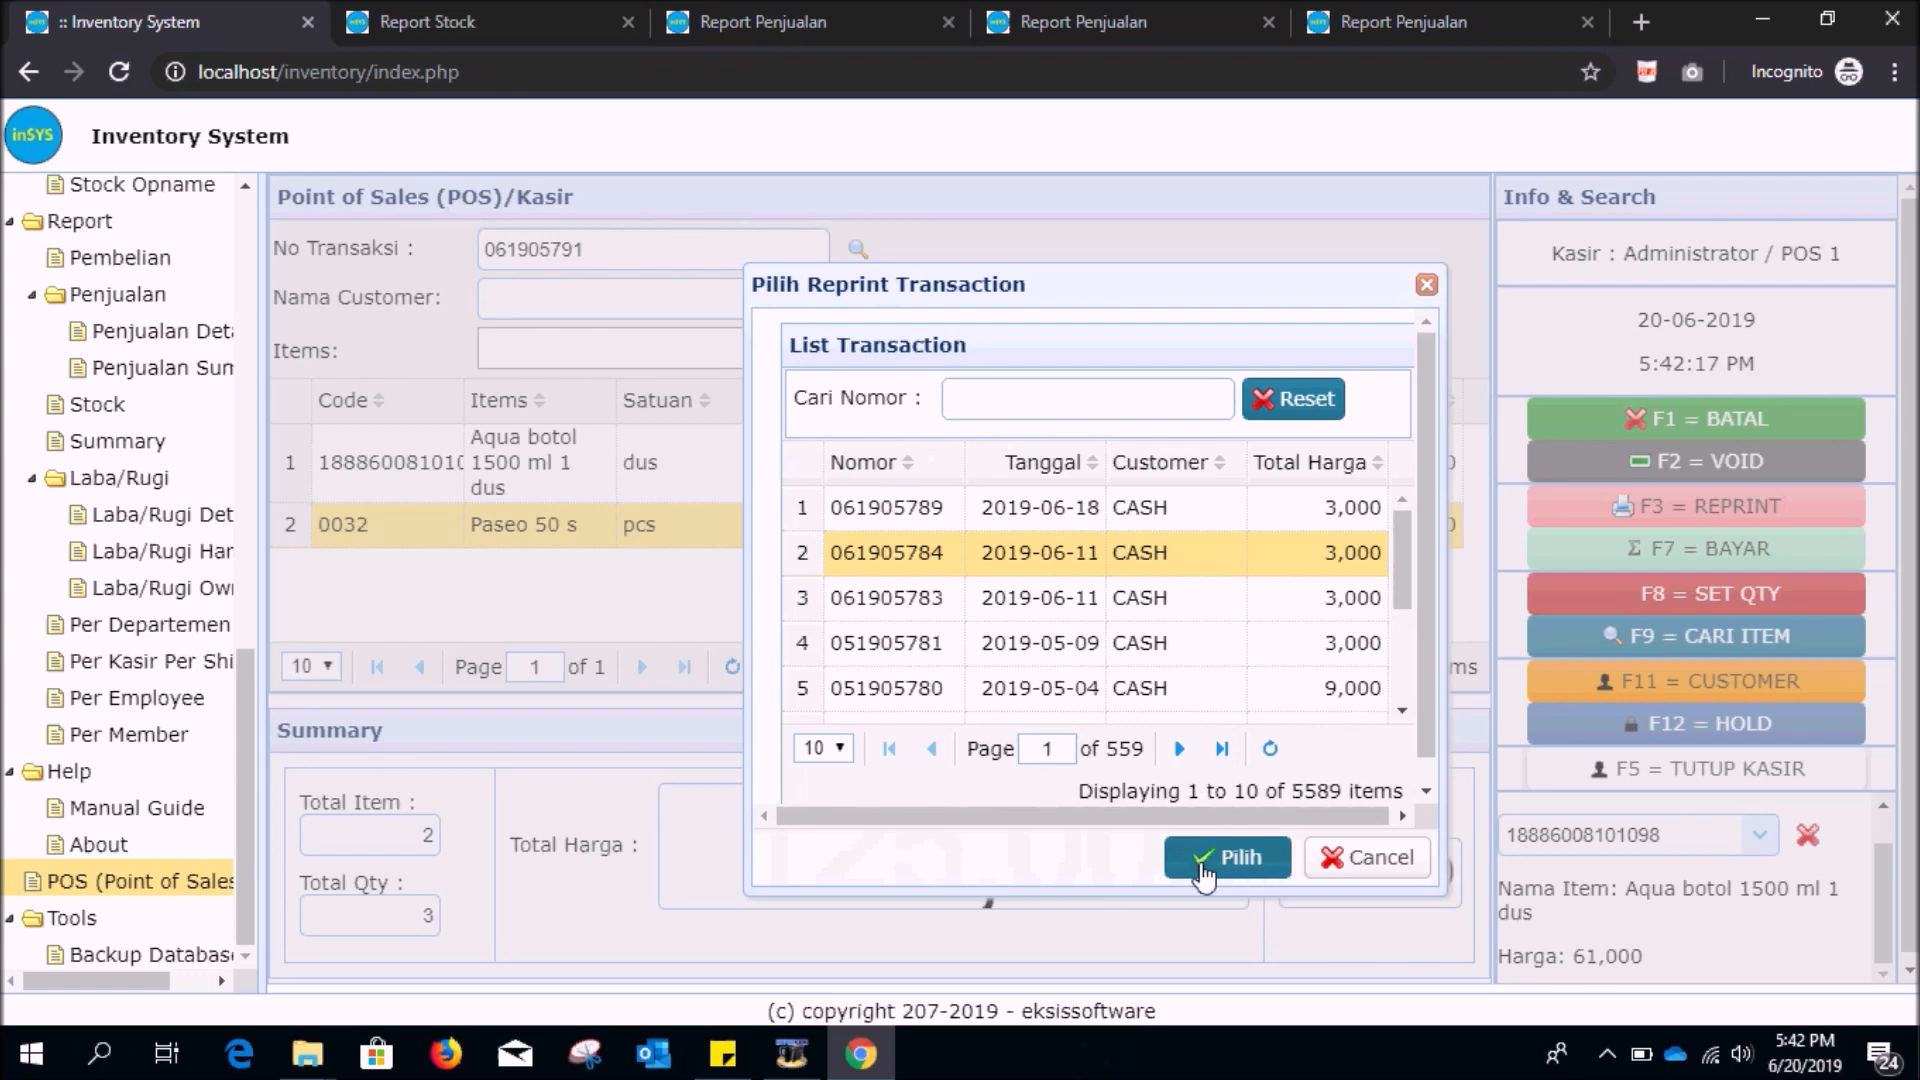 :: Inventory System
Report Stock
Report Penjualan
Report Penjualan
Report Penjualan
localhost/inventory/index.php
Incognito
inSYS
Inventory System
Stock Opname
Report
Pembelian
Penjualan
Penjualan Deta
Penjualan Sum
Stock
Summary
Laba/Rugi
Laba/Rugi Det
Laba/Rugi Har
Laba/Rugi Ow
Per Departemen
Per Kasir Per Shi
Per Employee
Per Member
Help
Manual Guide
About
POS (Point of Sales
Tools
Backup Databas
Point of Sales (POS)/Kasir
No Transaksi :
061905791
Nama Customer:
Items:
Code
Items
Satuan
1
18886008101
Aqua botol
1500 ml 1
dus
dus
2
0032
Paseo 50 s
pcs
10
Page
1
of 1
ms
Summary
Total Item :
2
Total Qty :
3
Total Harga :
Pilih Reprint Transaction
List Transaction
Cari Nomor :
Reset
Nomor
Tanggal
Customer
Total Harga
1 061905789 2019-06-18 CASH 3,000
2 061905784 2019-06-11 CASH 3,000
3 061905783 2019-06-11 CASH 3,000
4 051905781 2019-05-09 CASH 3,000
5 051905780 2019-05-04 CASH 9,000
10
Page
1
of 559
Displaying 1 to 10 of 5589 items
Pilih
Cancel
Info & Search
Kasir : Administrator / POS 1
20-06-2019
5:42:17 PM
F1 = BATAL
F2 = VOID
F3 = REPRINT
Σ F7 = BAYAR
F8 = SET QTY
F9 = CARI ITEM
F11 = CUSTOMER
F12 = HOLD
F5 = TUTUP KASIR
18886008101098
Nama Item: Aqua botol 1500 ml 1
dus
Harga: 61,000
(c) copyright 207-2019 - eksissoftware
5:42 PM
6/20/2019
24